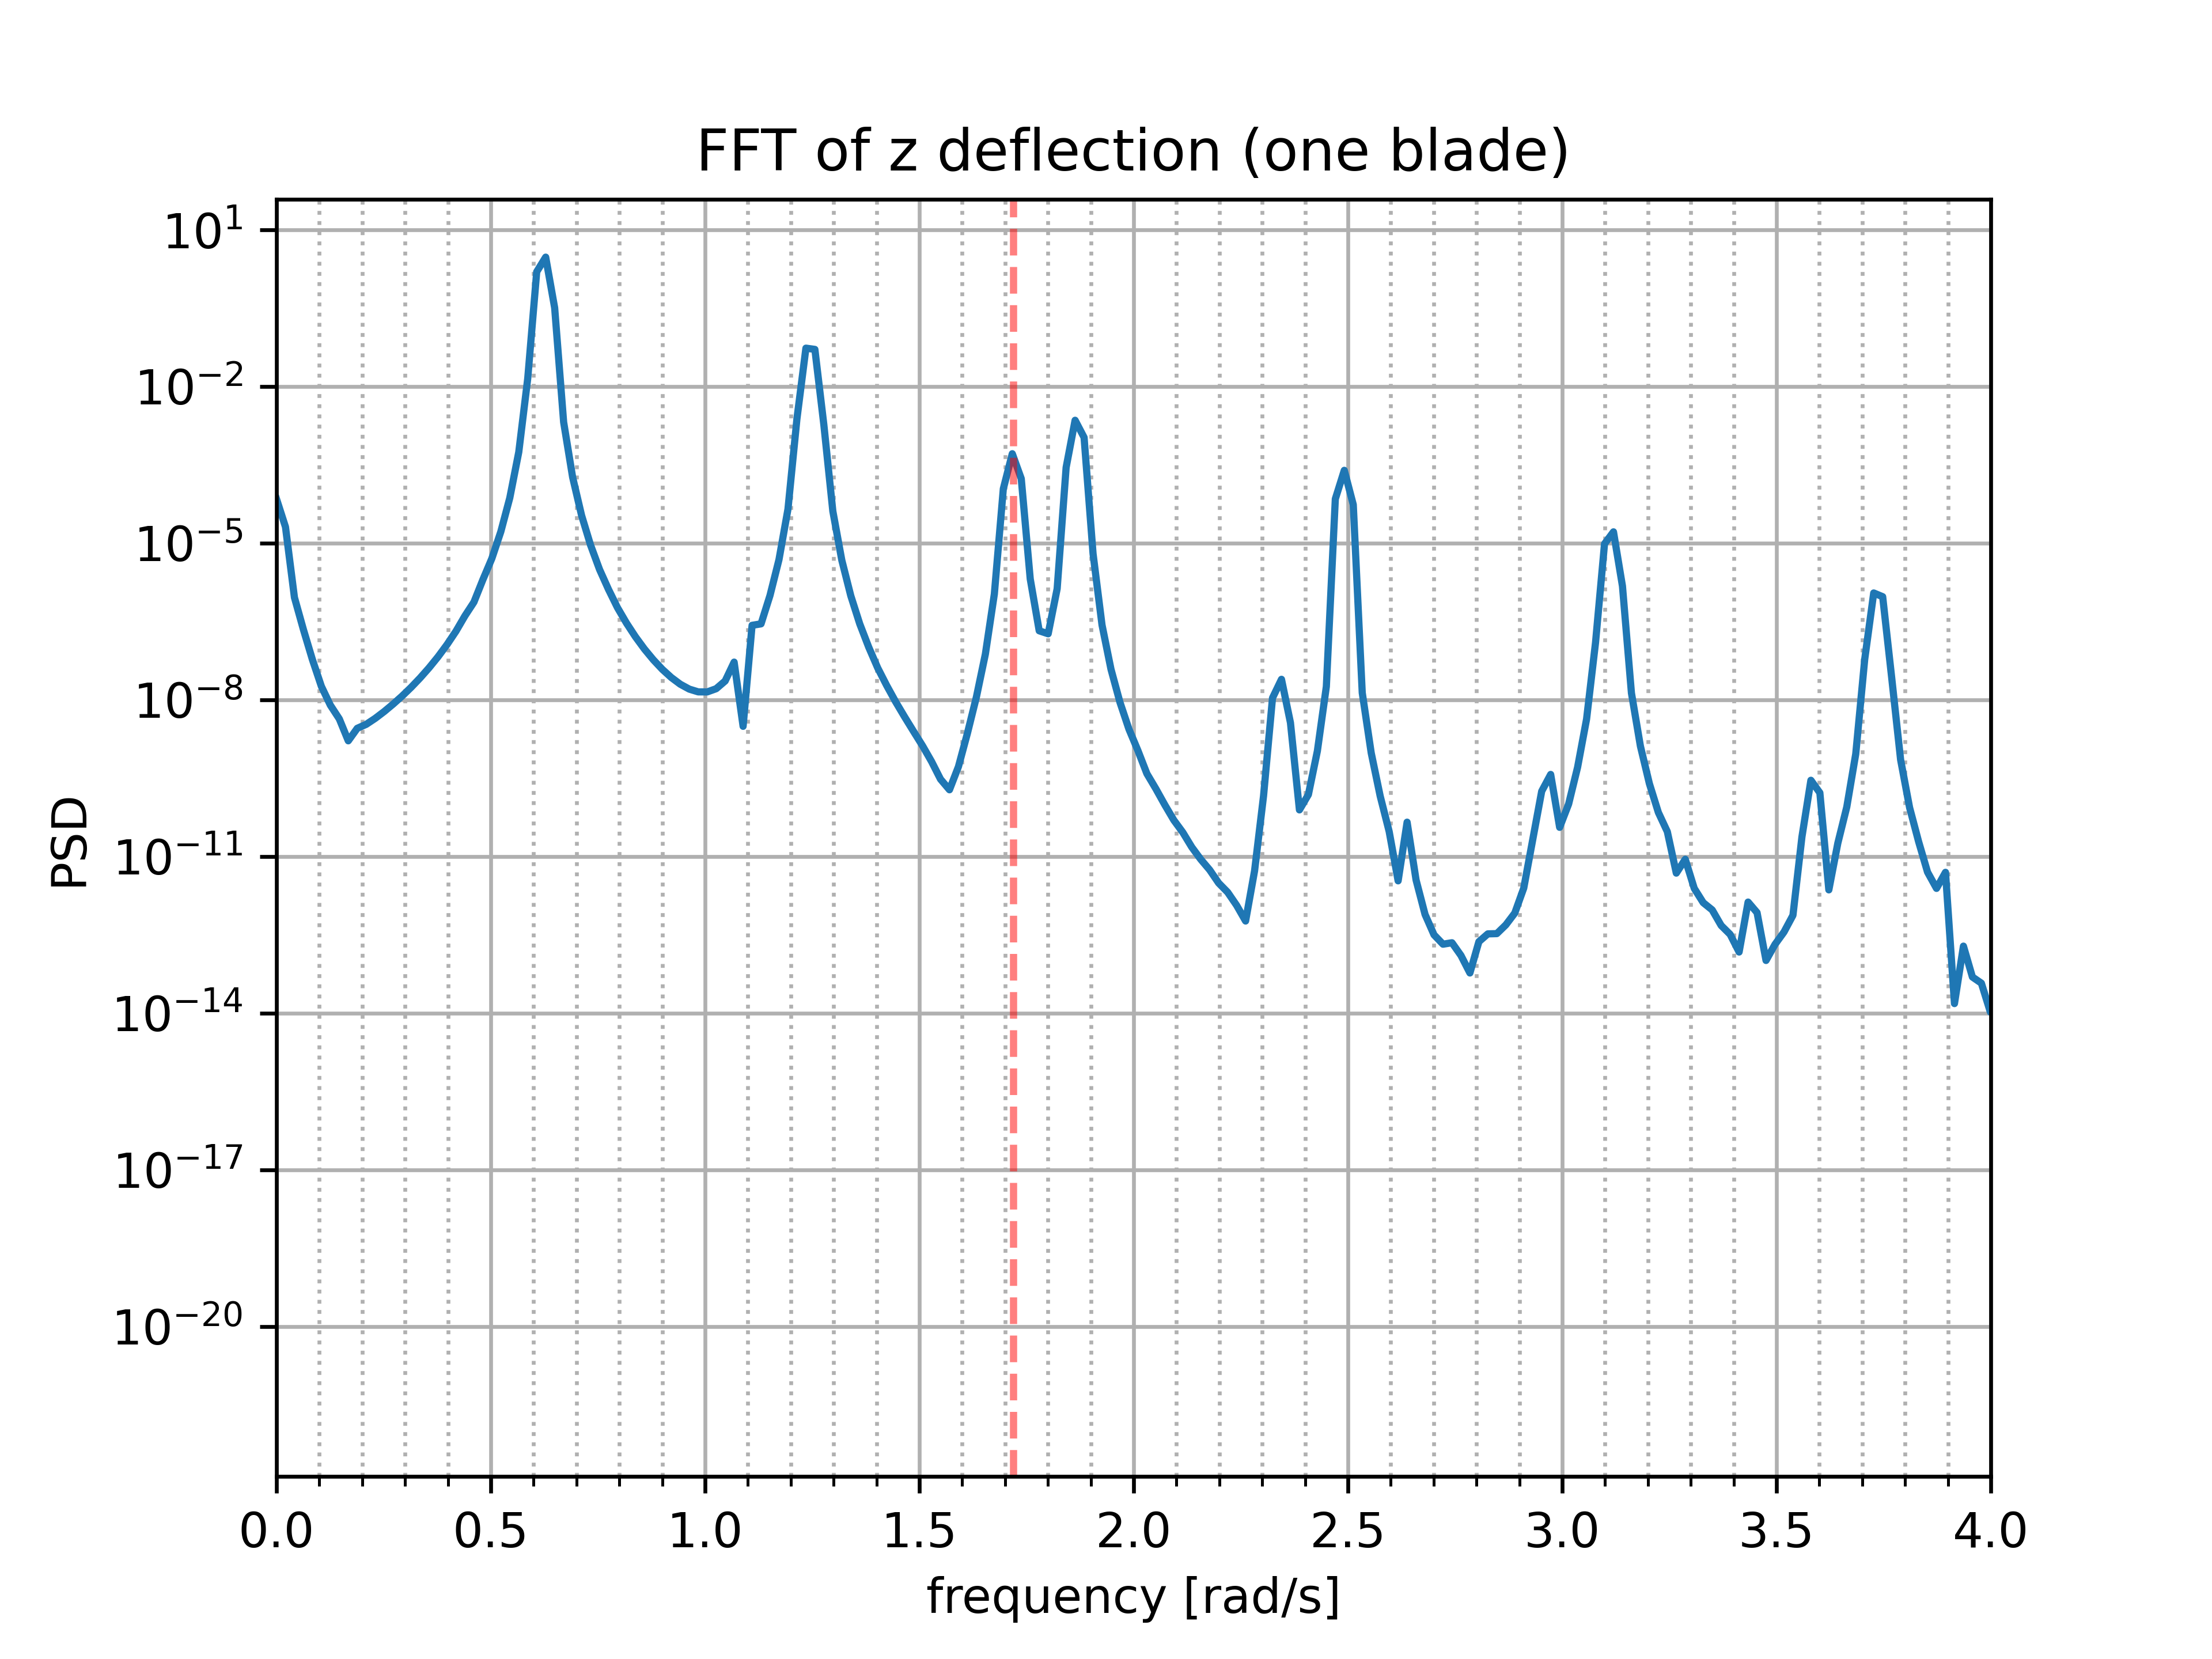 FFT of z deflection (one blade)
10¹
10⁻²
10⁻⁵
10⁻⁸
10⁻¹¹
10⁻¹⁴
10⁻¹⁷
10⁻²⁰
PSD
0.0 0.5 1.0 1.5 2.0 2.5 3.0 3.5 4.0
frequency [rad/s]